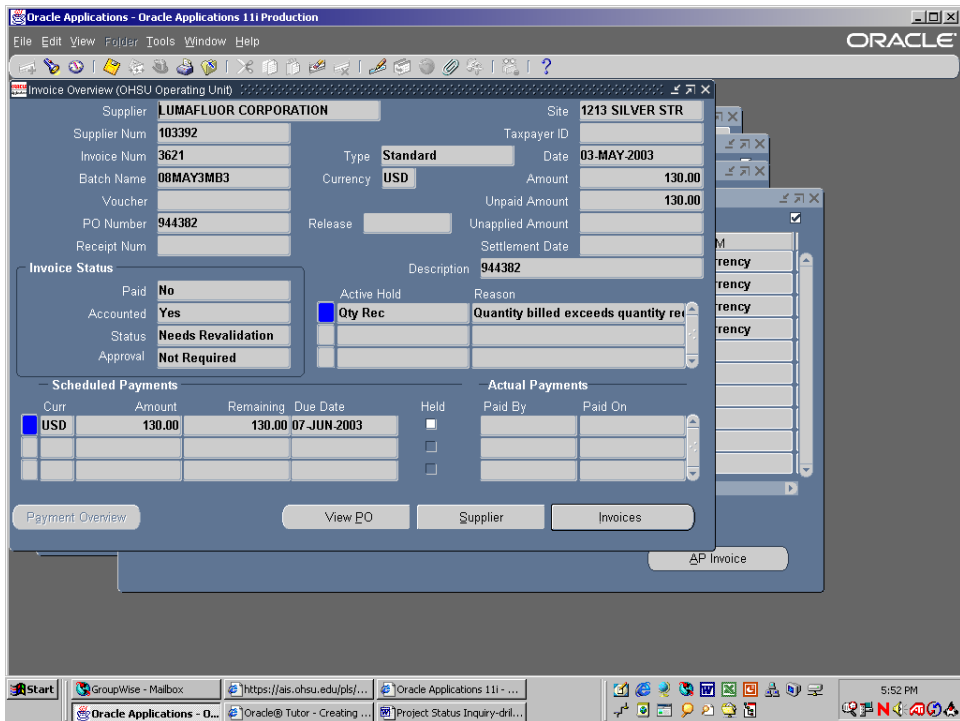 Oracle Applications - Oracle Applications 11i Production
File Edit View Folder Tools Window Help
ORACLE
Invoice Overview (OHSU Operating Unit)
Supplier LUMAFLUOR CORPORATION Site 1213 SILVER STR
Supplier Num 103392 Taxpayer ID
Invoice Num 3621 Type Standard Date 03-MAY-2003
Batch Name 08MAY3MB3 Currency USD Amount 130.00
Voucher Unpaid Amount 130.00
PO Number 944382 Release Unapplied Amount
Receipt Num Settlement Date
M
Description 944382
Invoice Status
rrency
Paid No Active Hold Reason
rrency
Accounted Yes Qty Rec Quantity billed exceeds quantity rec
rrency
Status Needs Revalidation
rrency
Approval Not Required
Scheduled Payments Actual Payments
Curr Amount Remaining Due Date Held Paid By Paid On
USD 130.00 130.00 07-JUN-2003
Payment Overview View PO Supplier Invoices
AP Invoice
Start GroupWise - Mailbox https://ais.ohsu.edu/pls/... Oracle Applications 11i - ... 5:52 PM
Oracle Applications - O... Oracle® Tutor - Creating ... Project Status Inquiry-dril...